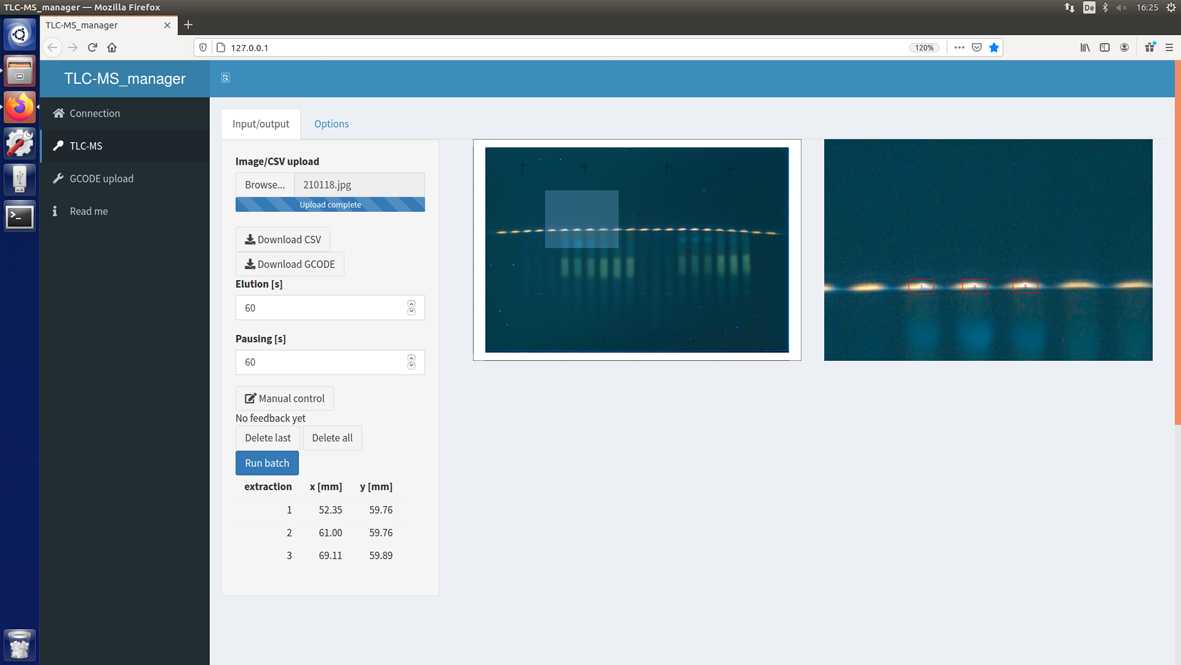 TLC-MS_manager — Mozilla Firefox
De
16:25
TLC-MS_manager
127.0.0.1
120%
TLC-MS_manager
Connection
TLC-MS
GCODE upload
Read me
Input/output
Options
Image/CSV upload
Browse...
210118.jpg
Upload complete
Download CSV
Download GCODE
Elution [s]
60
Pausing [s]
60
Manual control
No feedback yet
Delete last
Delete all
Run batch
extraction x [mm] y [mm]
1 52.35 59.76
2 61.00 59.76
3 69.11 59.89